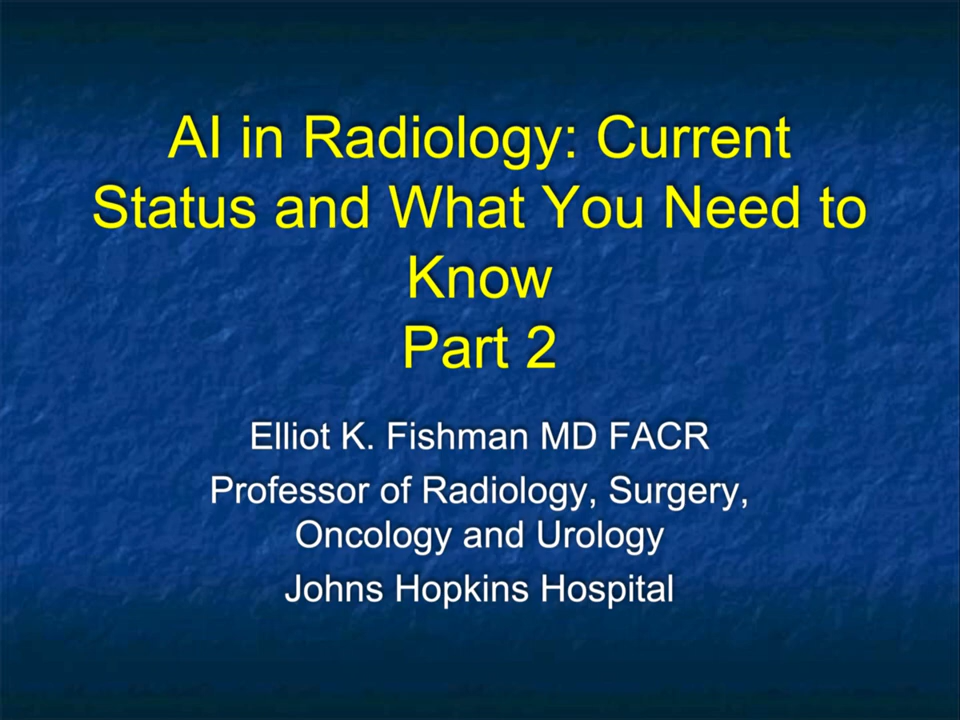 AI in Radiology: Current
Status and What You Need to
Know
Part 2
Elliot K. Fishman MD FACR
Professor of Radiology, Surgery,
Oncology and Urology
Johns Hopkins Hospital